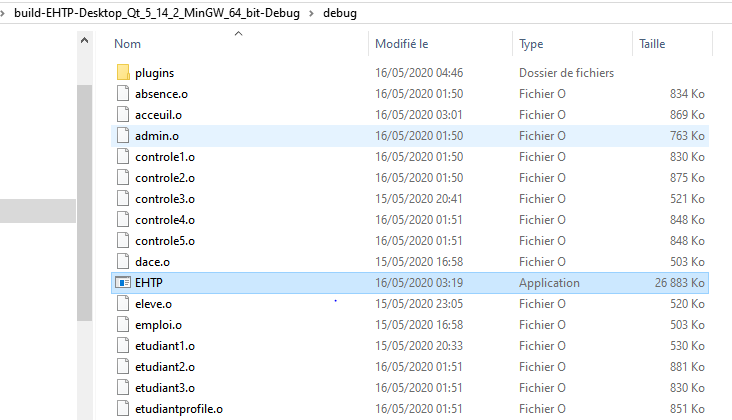 build-EHTP-Desktop_Qt_5_14_2_MinGW_64_bit-Debug > debug
Nom Modifié le Type Taille
plugins 16/05/2020 04:46 Dossier de fichiers
absence.o 16/05/2020 01:50 Fichier O 834 Ko
acceuil.o 16/05/2020 03:01 Fichier O 869 Ko
admin.o 16/05/2020 01:50 Fichier O 763 Ko
controle1.o 16/05/2020 01:50 Fichier O 830 Ko
controle2.o 16/05/2020 01:50 Fichier O 875 Ko
controle3.o 15/05/2020 20:41 Fichier O 521 Ko
controle4.o 16/05/2020 01:51 Fichier O 848 Ko
controle5.o 16/05/2020 01:51 Fichier O 848 Ko
dace.o 15/05/2020 16:58 Fichier O 503 Ko
EHTP 16/05/2020 03:19 Application 26 883 Ko
eleve.o 15/05/2020 23:05 Fichier O 520 Ko
emploi.o 15/05/2020 16:58 Fichier O 503 Ko
etudiant1.o 15/05/2020 20:33 Fichier O 530 Ko
etudiant2.o 16/05/2020 01:51 Fichier O 881 Ko
etudiant3.o 16/05/2020 01:51 Fichier O 830 Ko
etudiantprofile.o 16/05/2020 01:51 Fichier O 851 Ko